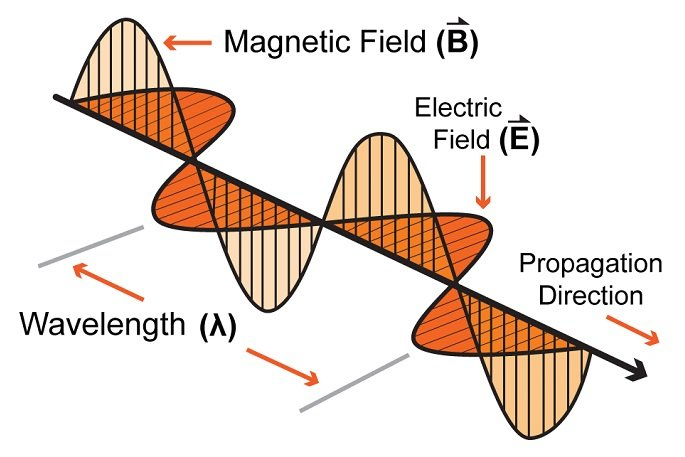 Magnetic Field (B⃗)
Electric
Field (E⃗)
Propagation
Direction
Wavelength (λ)